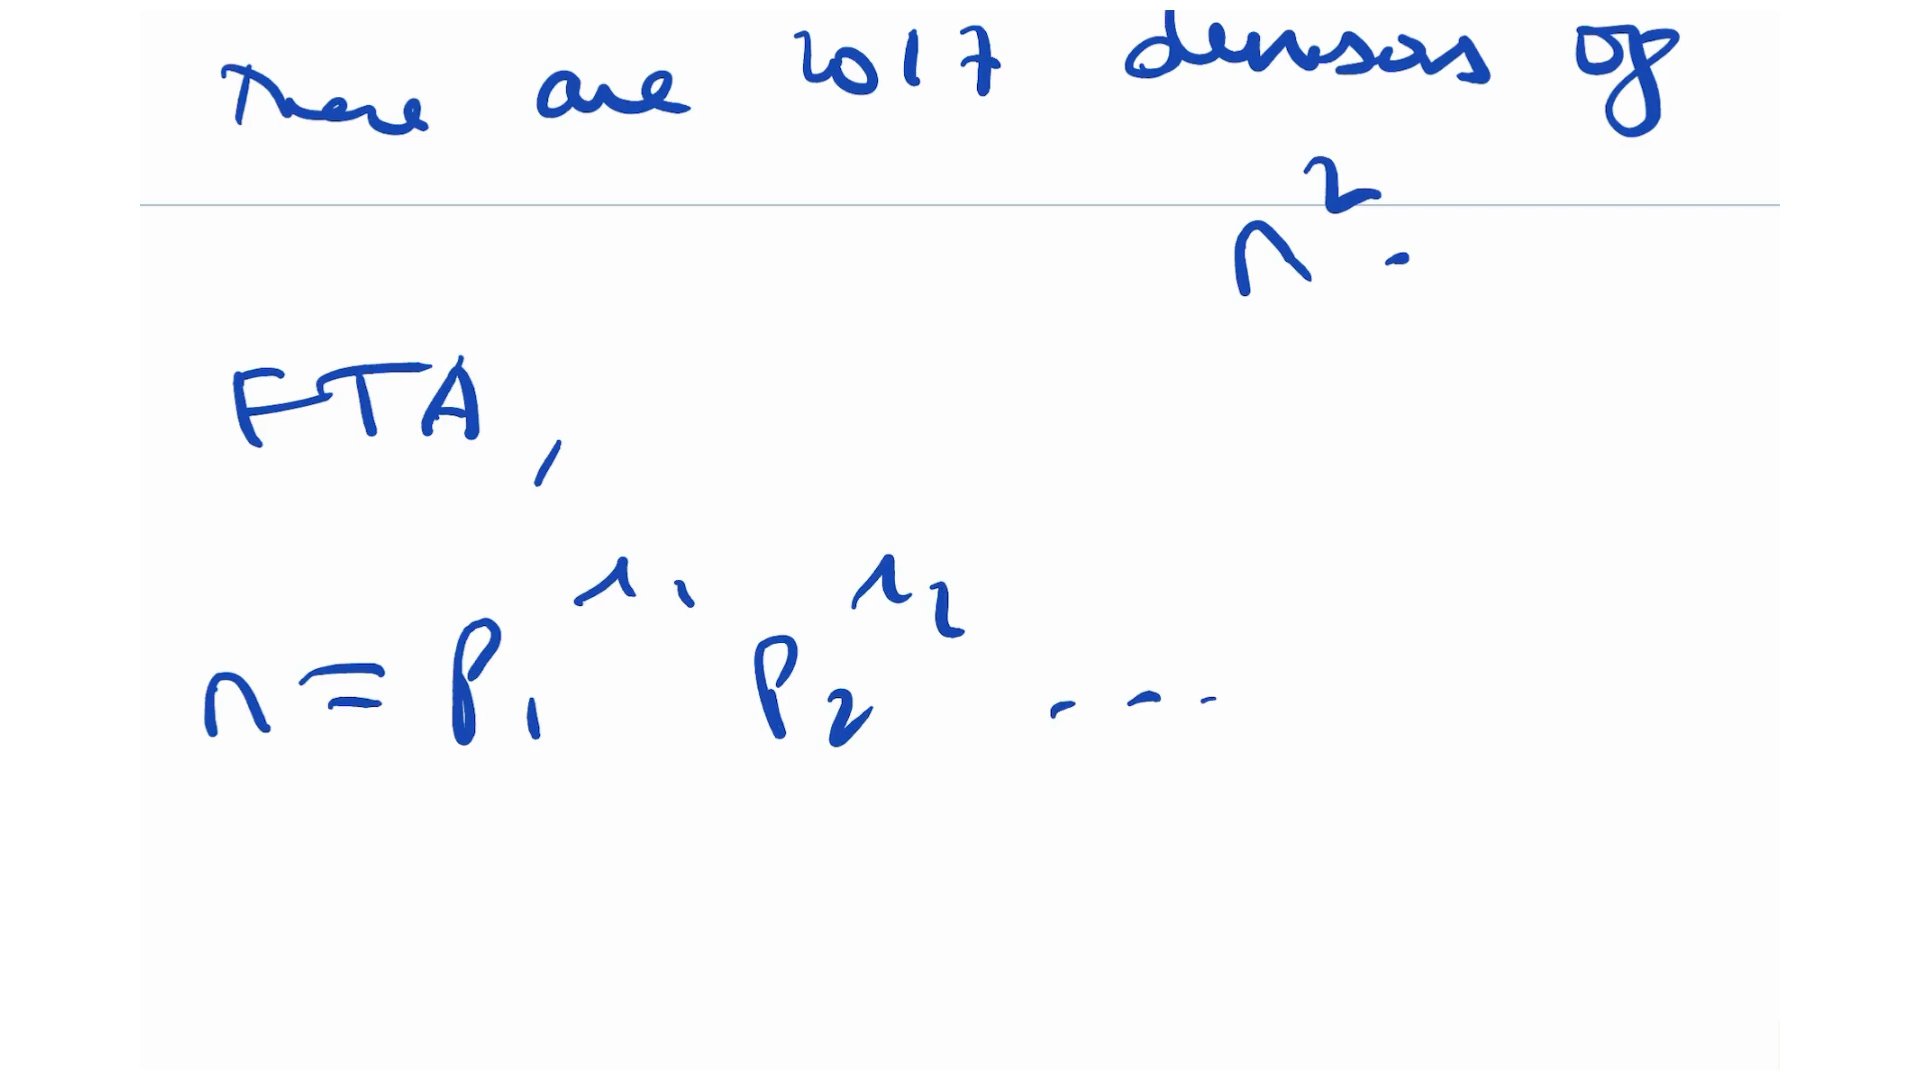 There are 2017 divisors of
n².
FTA,
n = p₁^r₁ p₂^r₂ ...